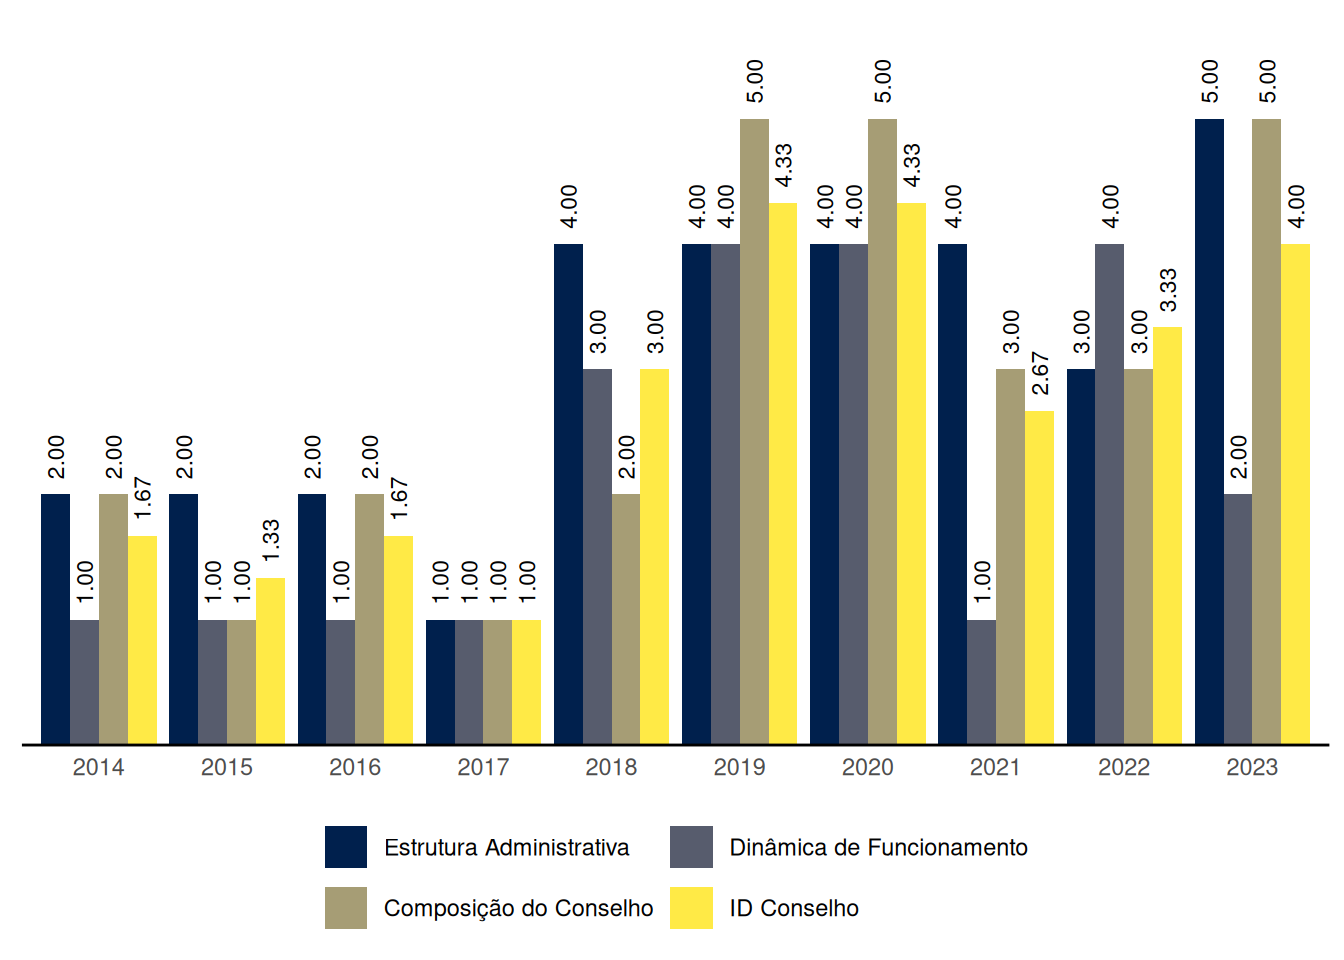 2.00 1.00 2.00 1.67 2.00 1.00 1.00 1.33 2.00 1.00 2.00 1.67 1.00 1.00 1.00 1.00 4.00 3.00 2.00 3.00 4.00 4.00 5.00 4.33 4.00 4.00 5.00 4.33 4.00 1.00 3.00 2.67 3.00 4.00 3.00 3.33 5.00 2.00 5.00 4.00
2014 2015 2016 2017 2018 2019 2020 2021 2022 2023
Estrutura Administrativa Dinâmica de Funcionamento
Composição do Conselho ID Conselho